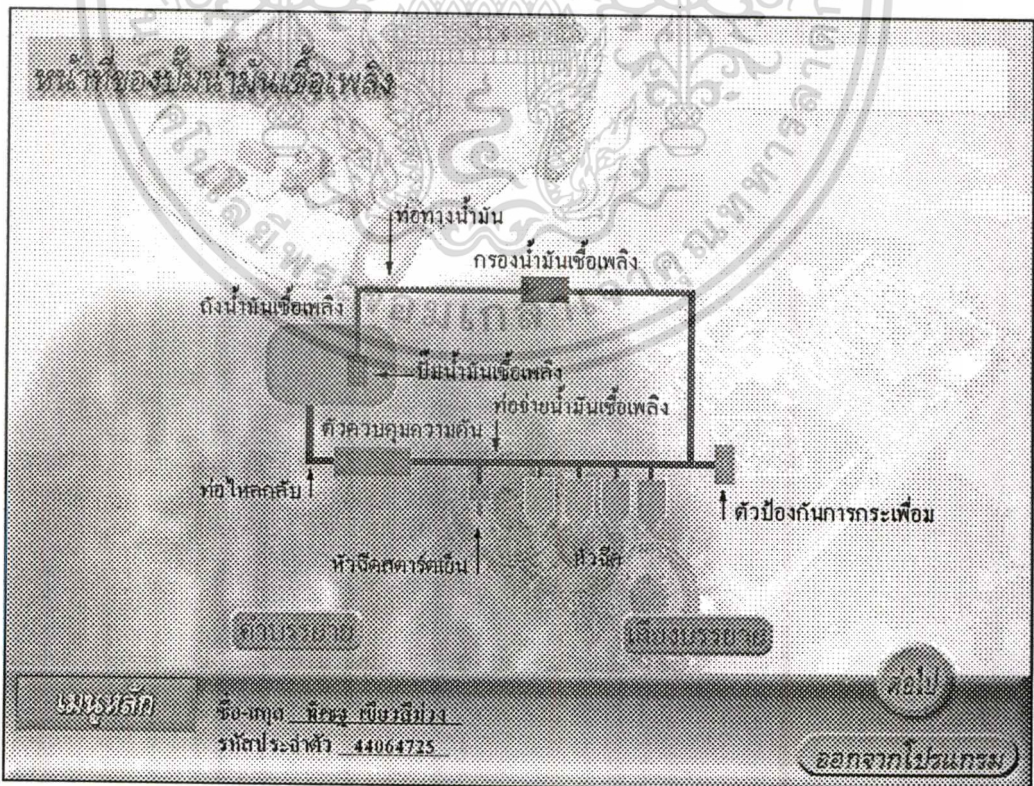 หน้าที่ของปั๊มน้ำมันเชื้อเพลิง
ท่อทางน้ำมัน
กรองน้ำมันเชื้อเพลิง
ถังน้ำมันเชื้อเพลิง
ปั๊มน้ำมันเชื้อเพลิง
ท่อจ่ายน้ำมันเชื้อเพลิง
ตัวควบคุมความดัน
ท่อไหลกลับ
ตัวป้องกันการกระเพื่อม
หัวฉีดสตาร์ตเย็น
หัวฉีด
คำบรรยาย
เสียงบรรยาย
เมนูหลัก
ชื่อ-สกุล
รหัสประจำตัว 44064725
ต่อไป
ออกจากโปรแกรม